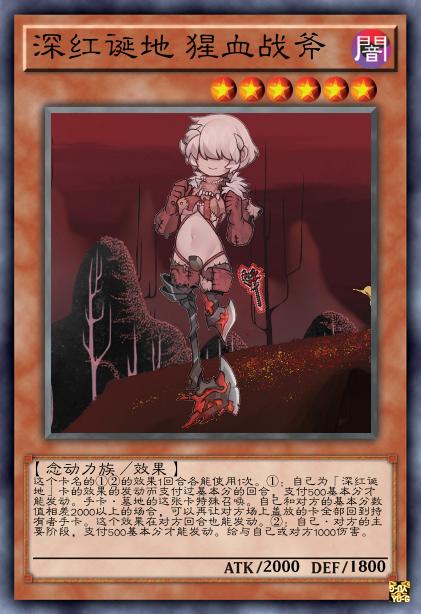 深红诞地 猩血战斧
闇
【念动力族／效果】
这个卡名的①②的效果1回合各能使用1次。①：自己为「深红诞
地」卡的效果的发动而支付过基本分的回合，支付500基本分才
能发动。手卡·墓地的这张卡特殊召唤。自己和对方的基本分数
值相差2000以上的场合，可以再让对方场上盖放的卡全部回到持
有者手卡。这个效果在对方回合也能发动。②：自己·对方的主
要阶段，支付500基本分才能发动。给与自己或对方1000伤害。
ATK/2000 DEF/1800